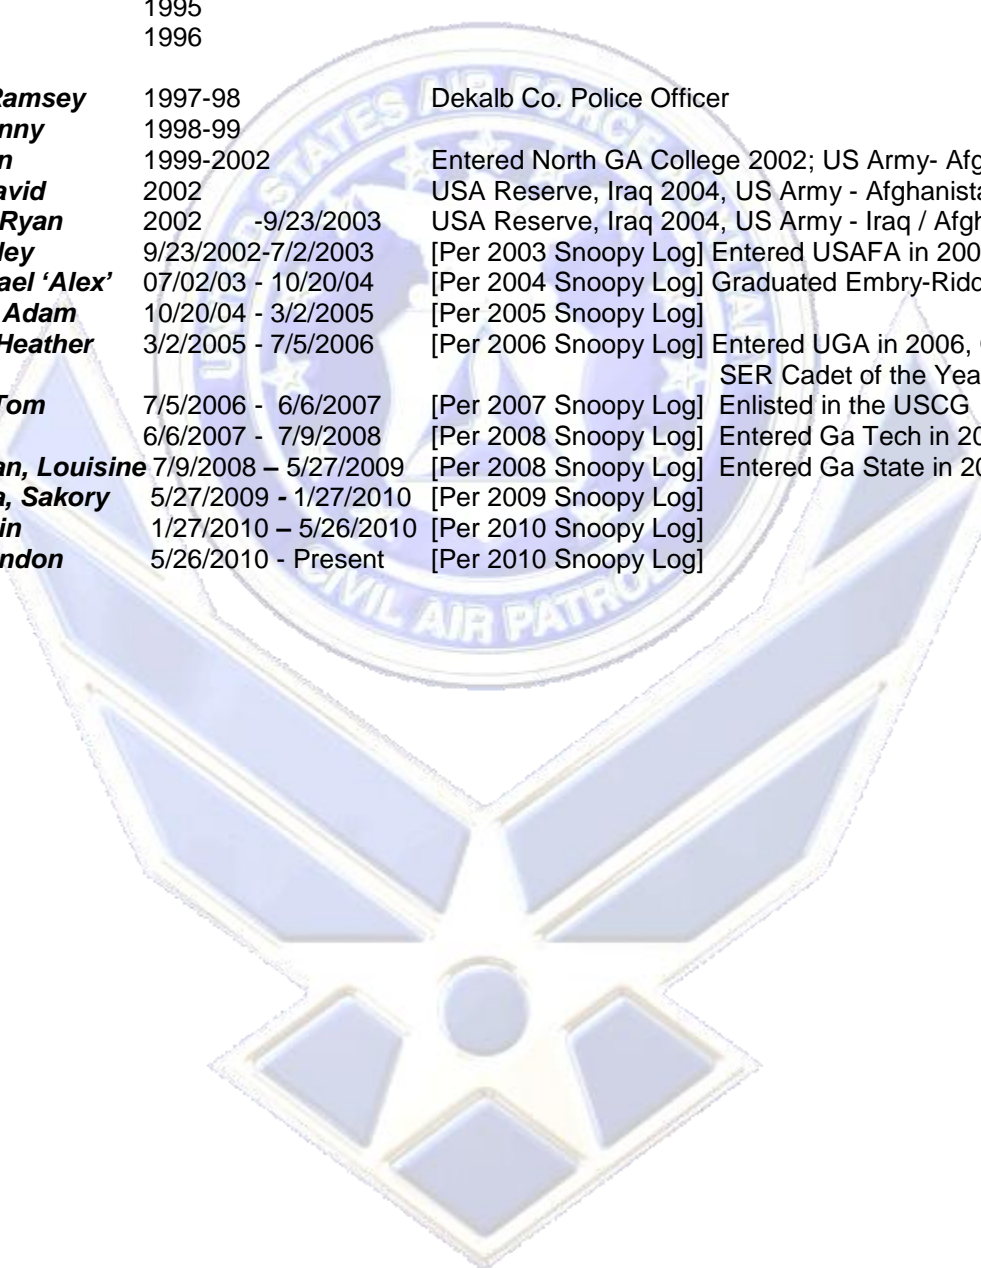 1995
1996
Ramsey 1997-98 Dekalb Co. Police Officer
nny 1998-99
n 1999-2002 Entered North GA College 2002; US Army- Afg
avid 2002 USA Reserve, Iraq 2004, US Army - Afghanista
Ryan 2002 -9/23/2003 USA Reserve, Iraq 2004, US Army - Iraq / Afgh
ley 9/23/2002-7/2/2003 [Per 2003 Snoopy Log] Entered USAFA in 200
ael ‘Alex’ 07/02/03 - 10/20/04 [Per 2004 Snoopy Log] Graduated Embry-Ridd
Adam 10/20/04 - 3/2/2005 [Per 2005 Snoopy Log]
Heather 3/2/2005 - 7/5/2006 [Per 2006 Snoopy Log] Entered UGA in 2006,
SER Cadet of the Yea
Tom 7/5/2006 - 6/6/2007 [Per 2007 Snoopy Log] Enlisted in the USCG
6/6/2007 - 7/9/2008 [Per 2008 Snoopy Log] Entered Ga Tech in 20
an, Louisine 7/9/2008 – 5/27/2009 [Per 2008 Snoopy Log] Entered Ga State in 20
a, Sakory 5/27/2009 - 1/27/2010 [Per 2009 Snoopy Log]
in 1/27/2010 – 5/26/2010 [Per 2010 Snoopy Log]
ndon 5/26/2010 - Present [Per 2010 Snoopy Log]
UNITED STATES AIR FORCE AUXILIARY
CIVIL AIR PATROL